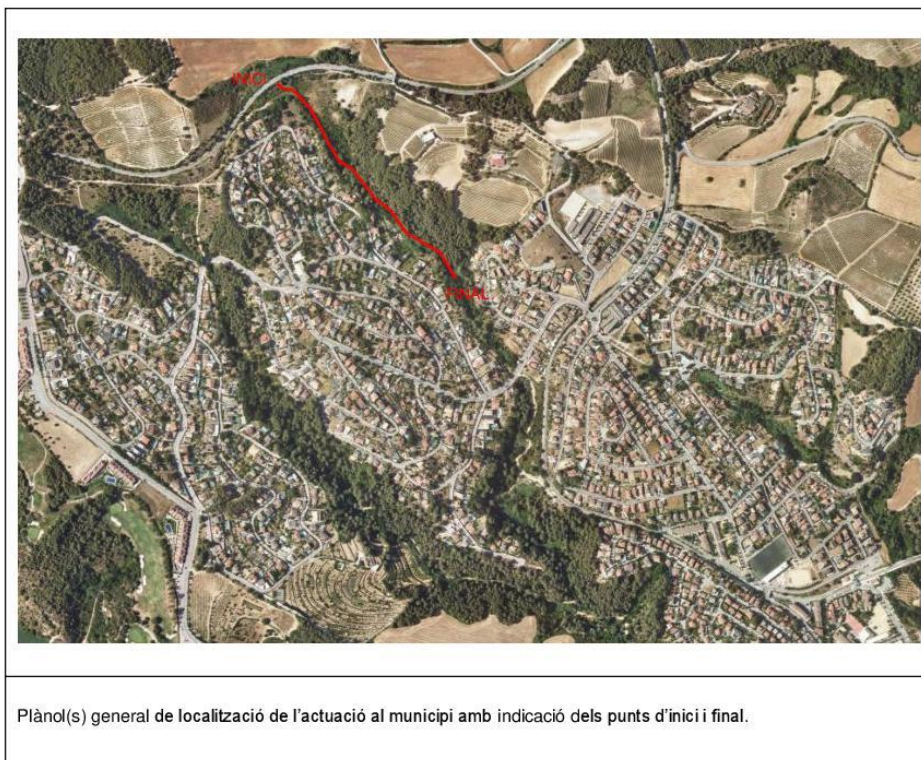 INICI
FINAL
Plànol(s) general de localització de l'actuació al municipi amb indicació dels punts d'inici i final.